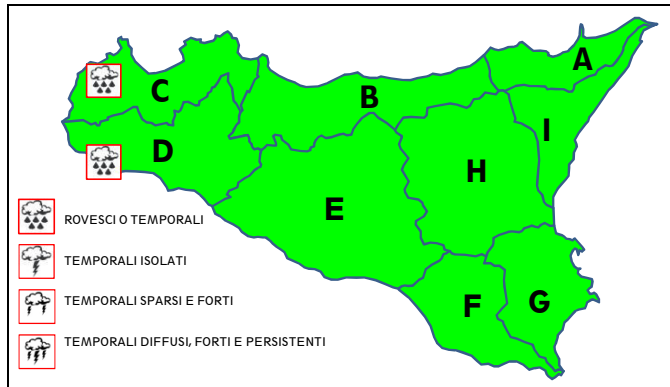 A
B
C
I
D
H
E
ROVESCI O TEMPORALI
TEMPORALI ISOLATI
F
G
TEMPORALI SPARSI E FORTI
TEMPORALI DIFFUSI, FORTI E PERSISTENTI